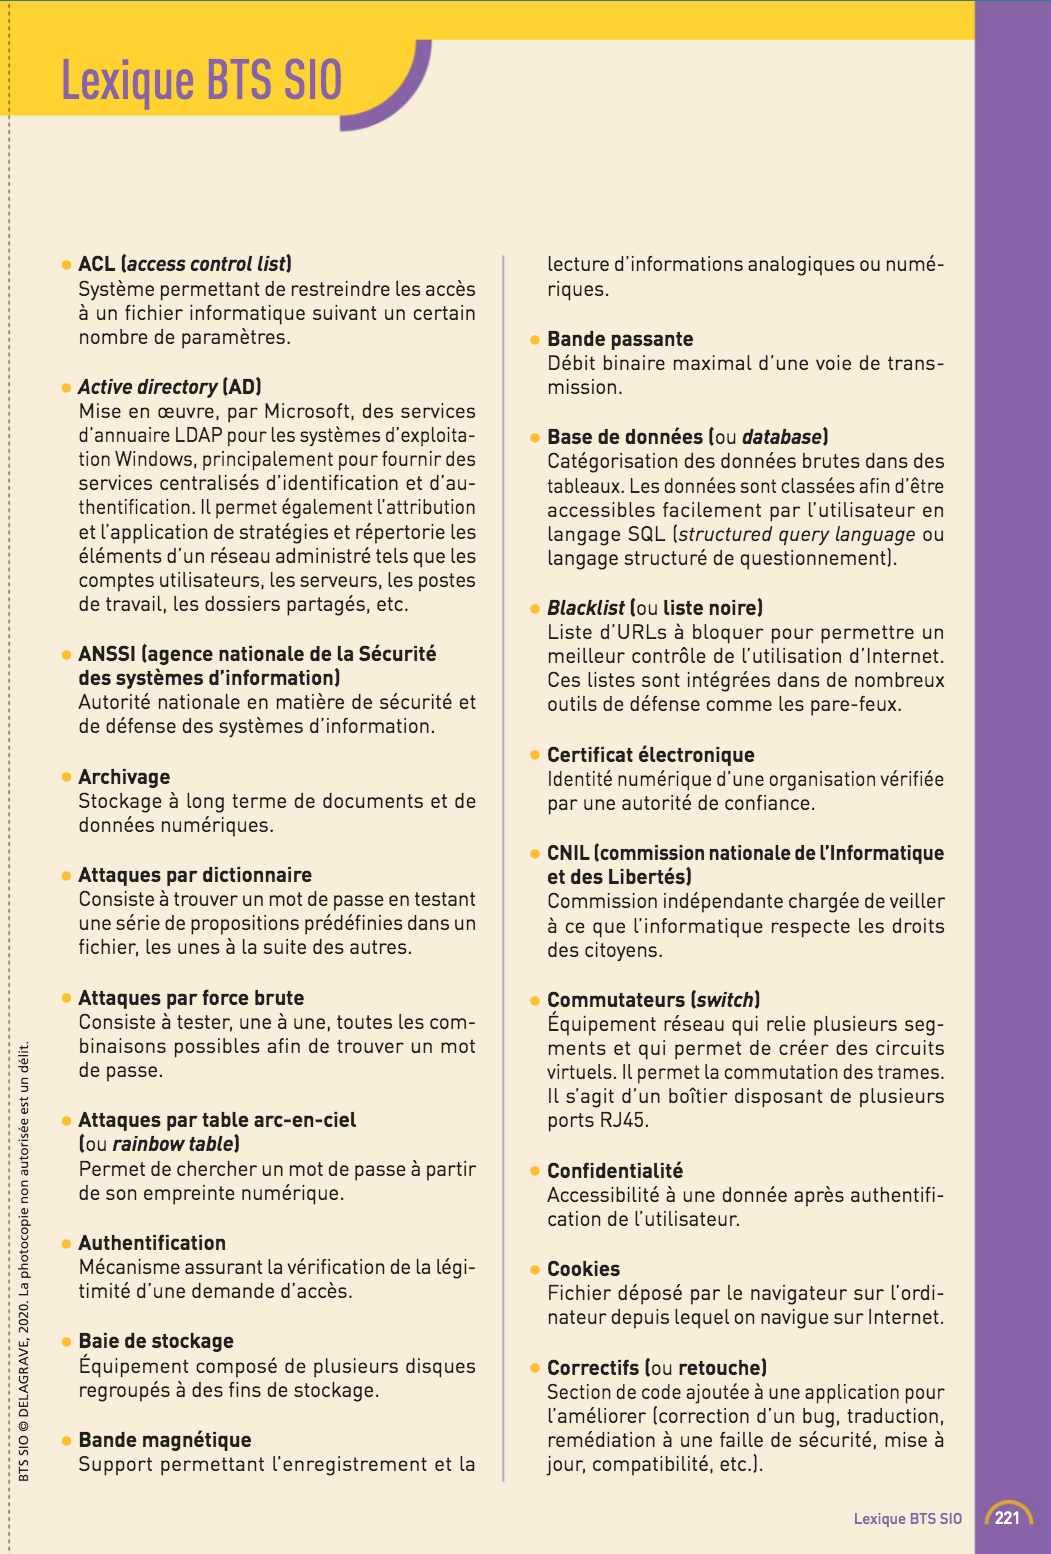 Lexique BTS SIO
ACL (access control list)
Système permettant de restreindre les accès
à un fichier informatique suivant un certain
nombre de paramètres.
Active directory (AD)
Mise en œuvre, par Microsoft, des services
d’annuaire LDAP pour les systèmes d’exploita-
tion Windows, principalement pour fournir des
services centralisés d’identification et d’au-
thentification. Il permet également l’attribution
et l’application de stratégies et répertorie les
éléments d’un réseau administré tels que les
comptes utilisateurs, les serveurs, les postes
de travail, les dossiers partagés, etc.
ANSSI (agence nationale de la Sécurité
des systèmes d’information)
Autorité nationale en matière de sécurité et
de défense des systèmes d’information.
Archivage
Stockage à long terme de documents et de
données numériques.
Attaques par dictionnaire
Consiste à trouver un mot de passe en testant
une série de propositions prédéfinies dans un
fichier, les unes à la suite des autres.
Attaques par force brute
Consiste à tester, une à une, toutes les com-
binaisons possibles afin de trouver un mot
de passe.
Attaques par table arc-en-ciel
(ou rainbow table)
Permet de chercher un mot de passe à partir
de son empreinte numérique.
Authentification
Mécanisme assurant la vérification de la légi-
timité d’une demande d’accès.
Baie de stockage
Équipement composé de plusieurs disques
regroupés à des fins de stockage.
Bande magnétique
Support permettant l’enregistrement et la
lecture d’informations analogiques ou numé-
riques.
Bande passante
Débit binaire maximal d’une voie de trans-
mission.
Base de données (ou database)
Catégorisation des données brutes dans des
tableaux. Les données sont classées afin d’être
accessibles facilement par l’utilisateur en
langage SQL (structured query language ou
langage structuré de questionnement).
Blacklist (ou liste noire)
Liste d’URLs à bloquer pour permettre un
meilleur contrôle de l’utilisation d’Internet.
Ces listes sont intégrées dans de nombreux
outils de défense comme les pare-feux.
Certificat électronique
Identité numérique d’une organisation vérifiée
par une autorité de confiance.
CNIL (commission nationale de l’Informatique
et des Libertés)
Commission indépendante chargée de veiller
à ce que l’informatique respecte les droits
des citoyens.
Commutateurs (switch)
Équipement réseau qui relie plusieurs seg-
ments et qui permet de créer des circuits
virtuels. Il permet la commutation des trames.
Il s’agit d’un boîtier disposant de plusieurs
ports RJ45.
Confidentialité
Accessibilité à une donnée après authentifi-
cation de l’utilisateur.
Cookies
Fichier déposé par le navigateur sur l’ordi-
nateur depuis lequel on navigue sur Internet.
Correctifs (ou retouche)
Section de code ajoutée à une application pour
l’améliorer (correction d’un bug, traduction,
remédiation à une faille de sécurité, mise à
jour, compatibilité, etc.).
BTS SIO © DELAGRAVE, 2020. La photocopie non autorisée est un délit.
Lexique BTS SIO 221